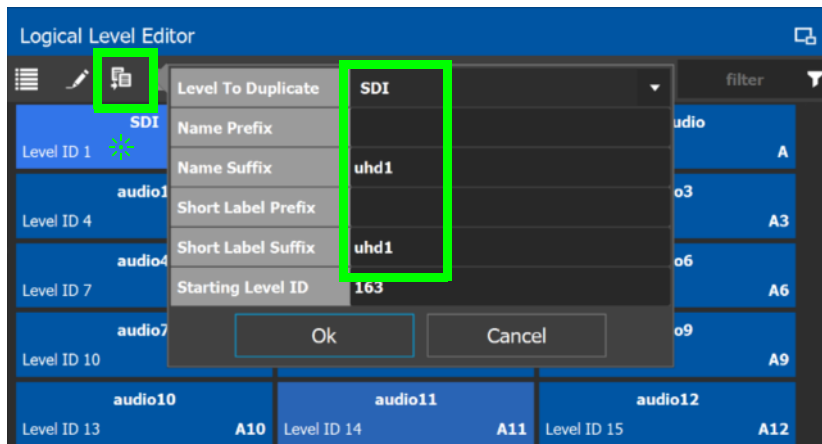 Logical Level Editor
filter
Level To Duplicate SDI
Name Prefix
Name Suffix uhd1
Short Label Prefix
Short Label Suffix uhd1
Starting Level ID 163
Ok Cancel
SDI
Level ID 1
udio
A
audio1
Level ID 4
o3
A3
audio4
Level ID 7
o6
A6
audio7
Level ID 10
o9
A9
audio10
Level ID 13 A10
audio11
Level ID 14 A11
audio12
Level ID 15 A12